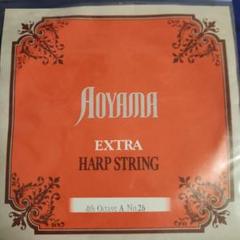 AOYAMA
EXTRA
HARP STRING
4th Octave A No.26